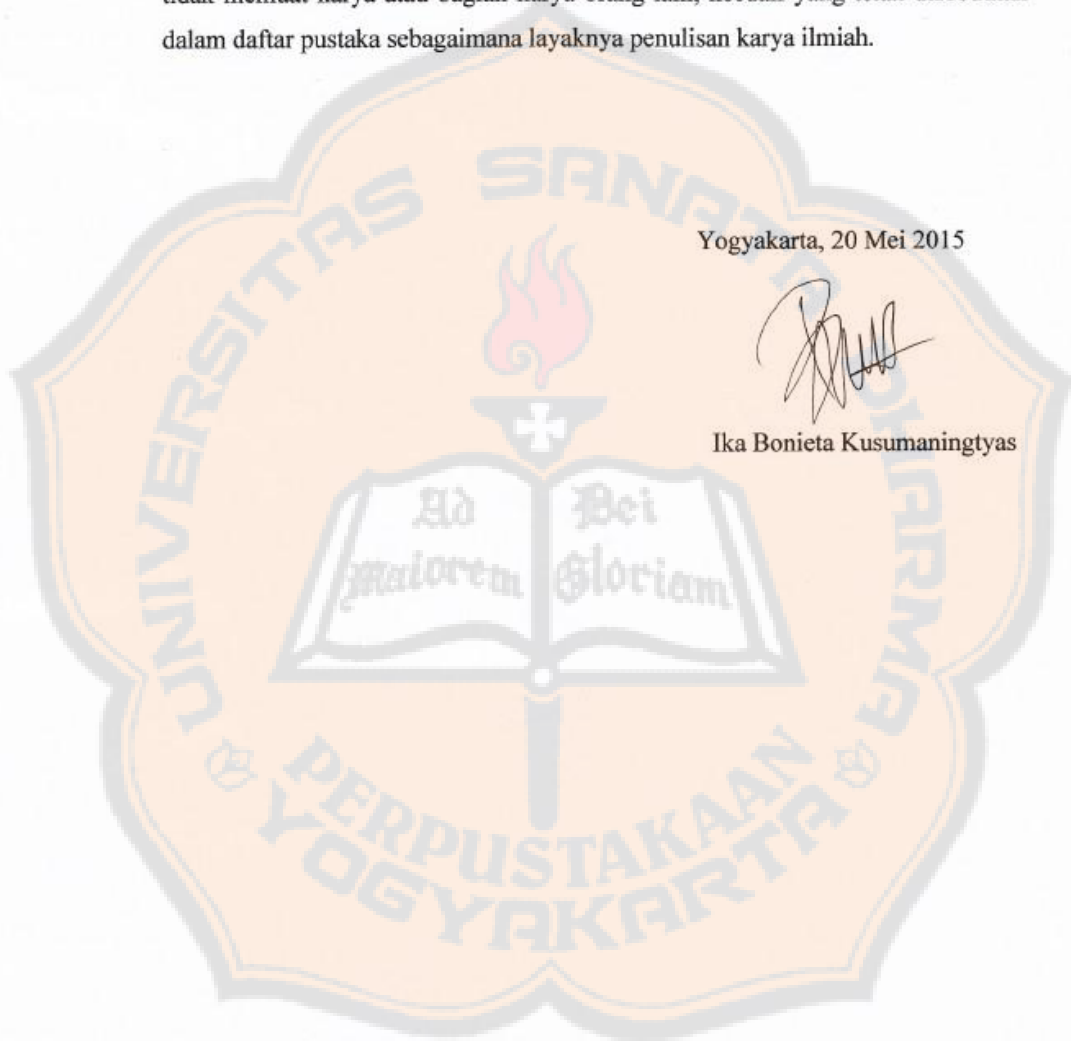 dalam daftar pustaka sebagaimana layaknya penulisan karya ilmiah.
Yogyakarta, 20 Mei 2015
Ika Bonieta Kusumaningtyas
UNIVERSITAS SANATA DHARMA
Ad Dei
Maiorem Gloriam
PERPUSTAKAAN
YOGYAKARTA